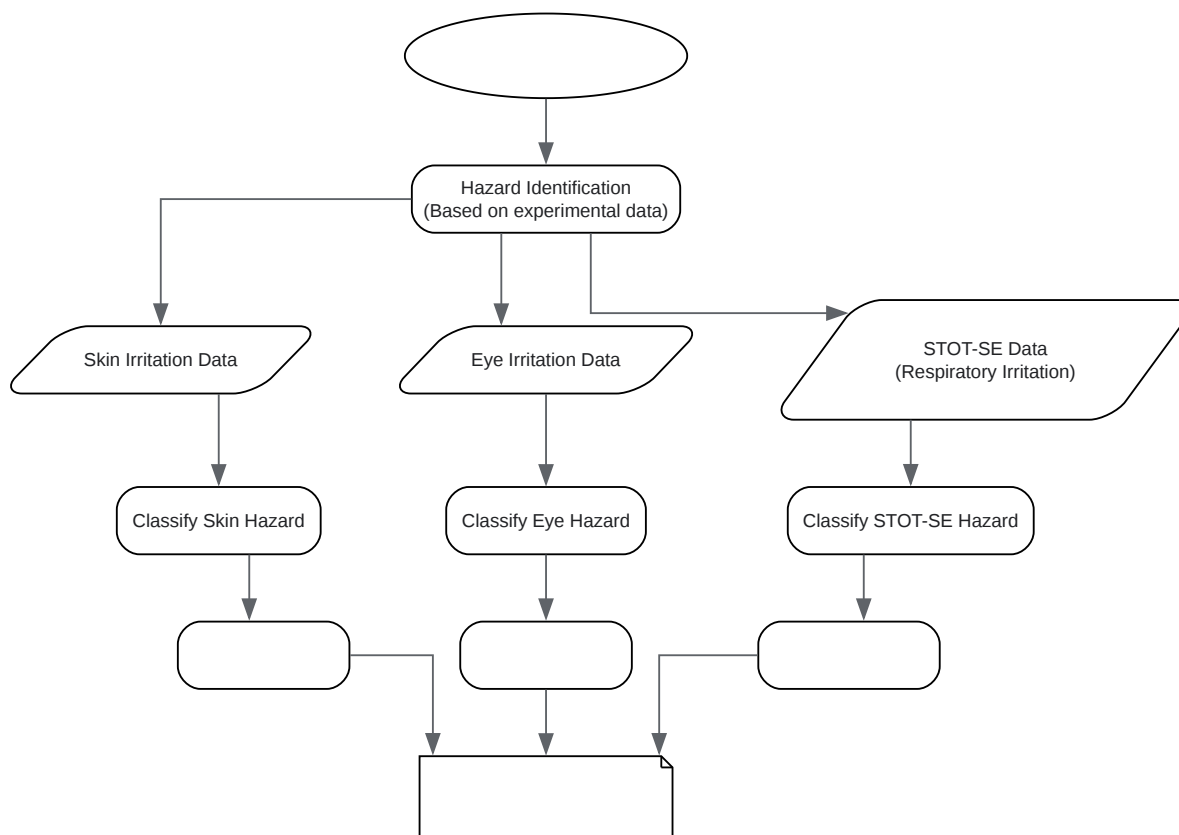 Hazard Identification
(Based on experimental data)
Skin Irritation Data
Eye Irritation Data
STOT-SE Data
(Respiratory Irritation)
Classify Skin Hazard
Classify Eye Hazard
Classify STOT-SE Hazard